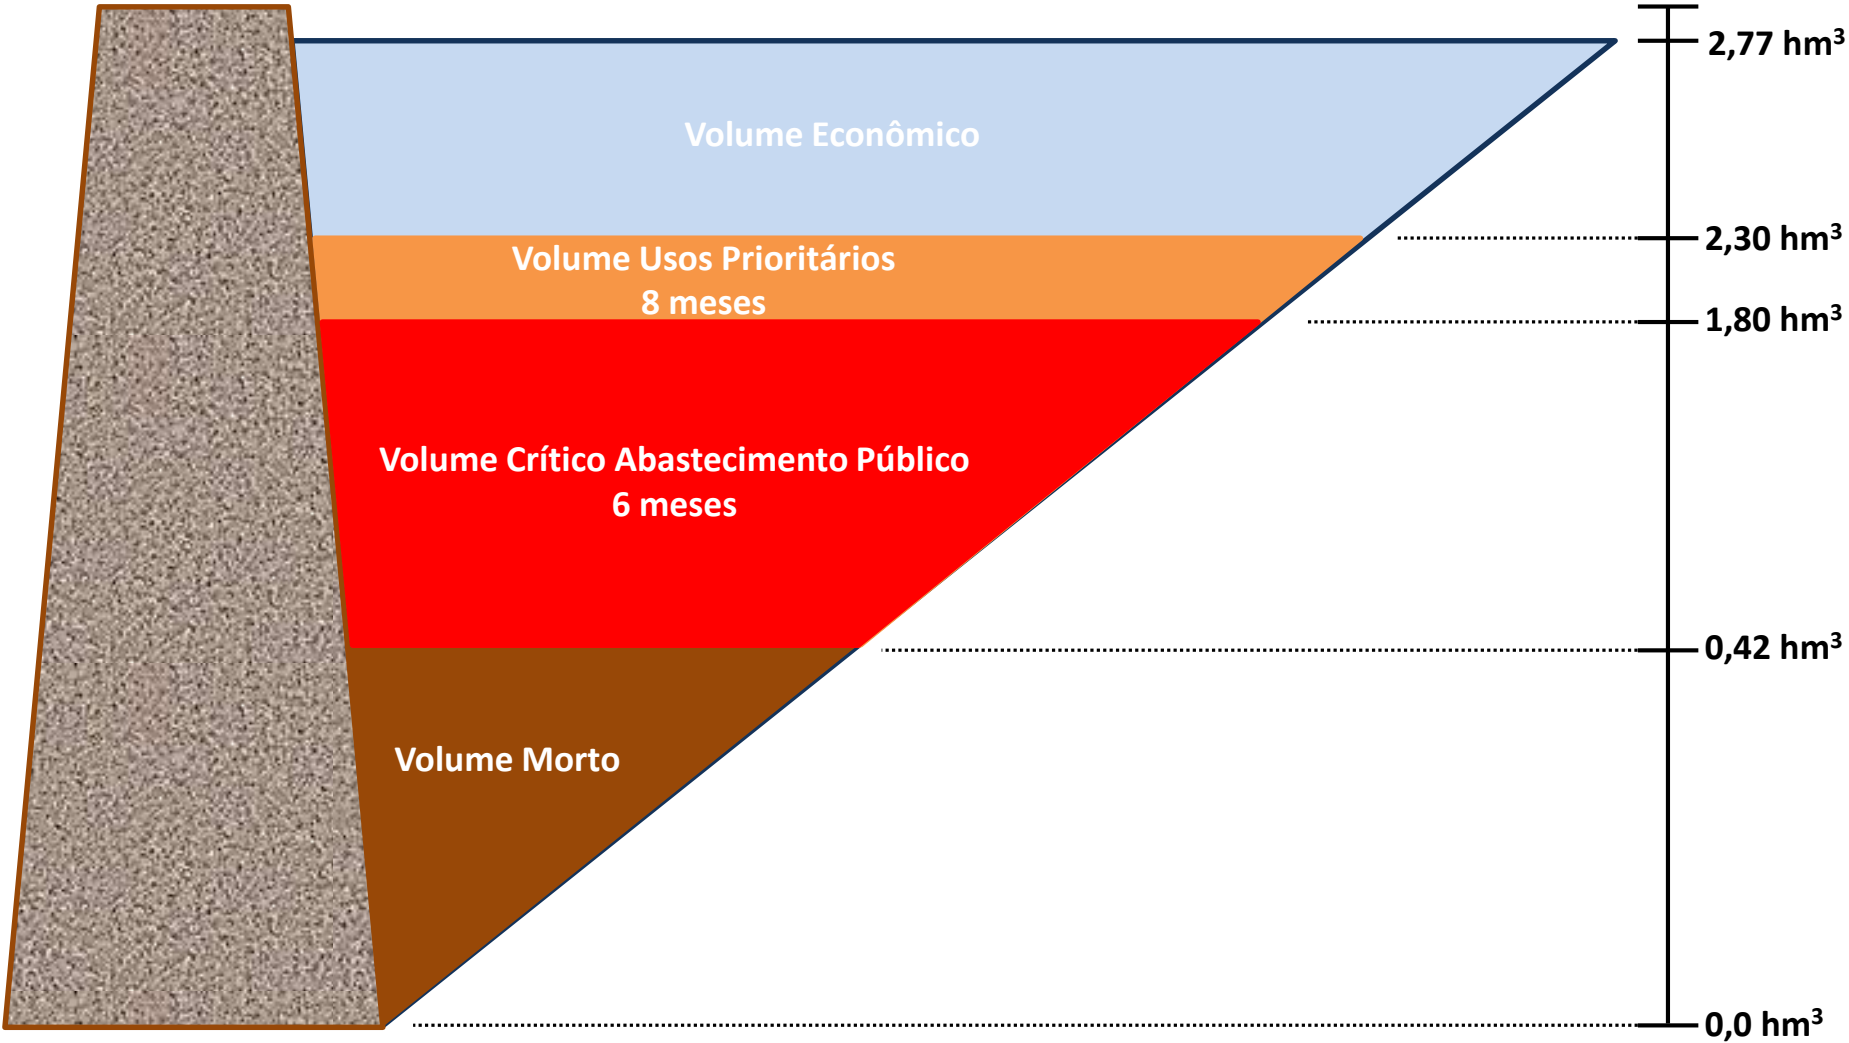 2,77 hm³
Volume Econômico
2,30 hm³
Volume Usos Prioritários
8 meses
1,80 hm³
Volume Crítico Abastecimento Público
6 meses
0,42 hm³
Volume Morto
0,0 hm³